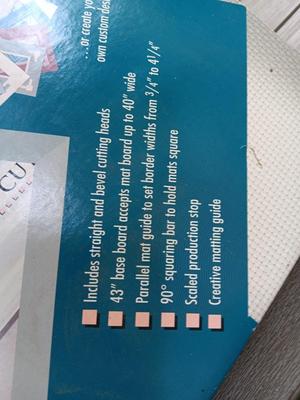 ...or create you
own custom des
Includes straight and bevel cutting heads
43" base board accepts mat board up to 40" wide
Parallel mat guide to set border widths from 3/4" to 4 1/4"
90° squaring bar to hold mats square
Scaled production stop
Creative matting guide
CU